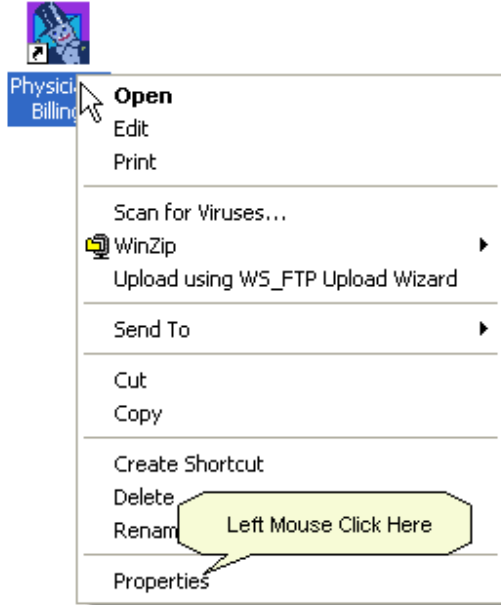 Physici
Billing
Open
Edit
Print
Scan for Viruses...
WinZip
Upload using WS_FTP Upload Wizard
Send To
Cut
Copy
Create Shortcut
Delete
Renam
Left Mouse Click Here
Properties